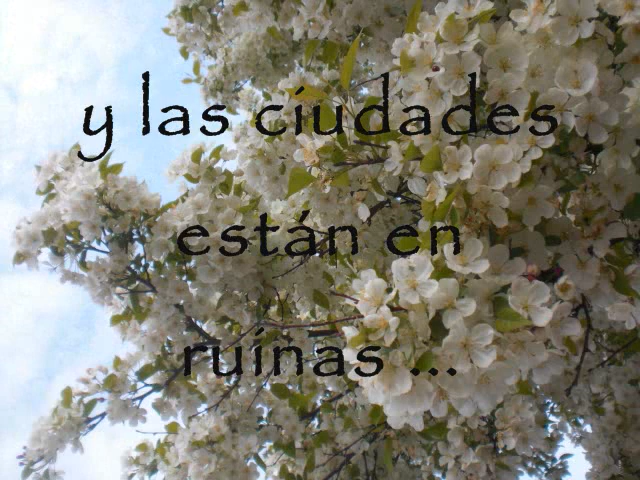 y las ciudades
están en
ruinas ...